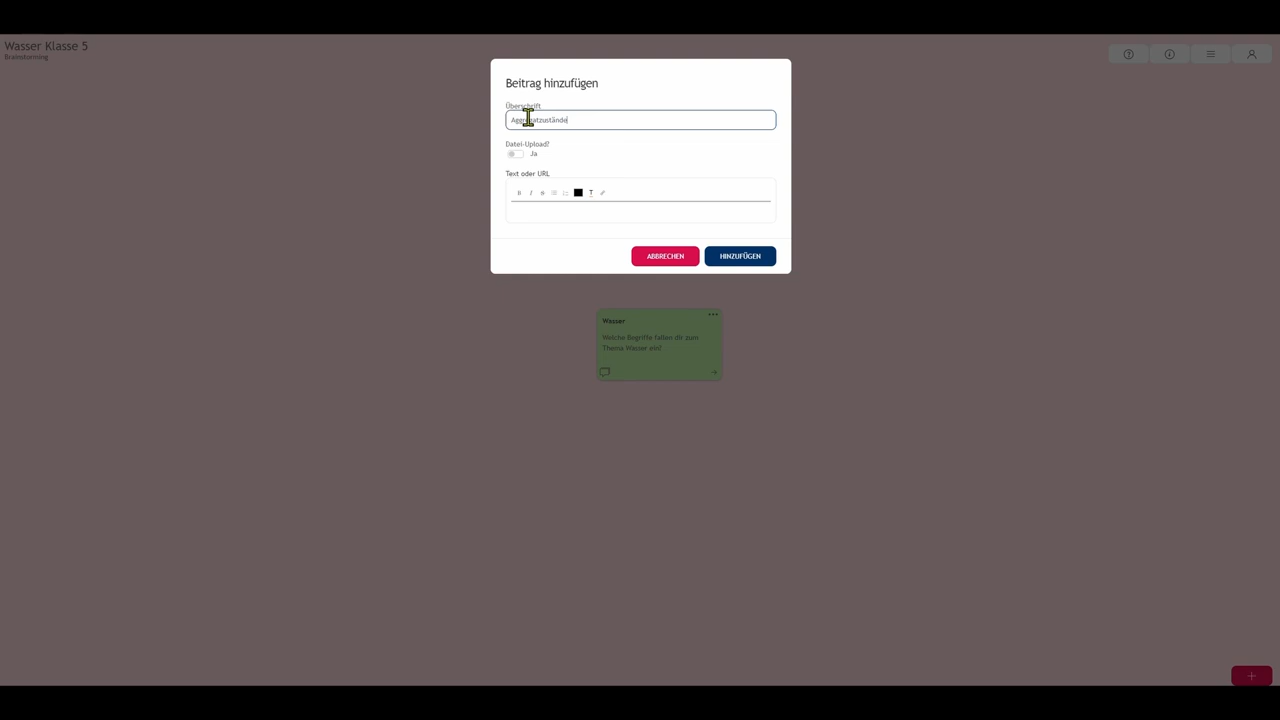 Wasser Klasse 5
Brainstorming
Beitrag hinzufügen
Überschrift
Aggregatzustände
Datei-Upload?
Ja
Text oder URL
ABBRECHEN
HINZUFÜGEN
Wasser
Welche Begriffe fallen dir zum
Thema Wasser ein?